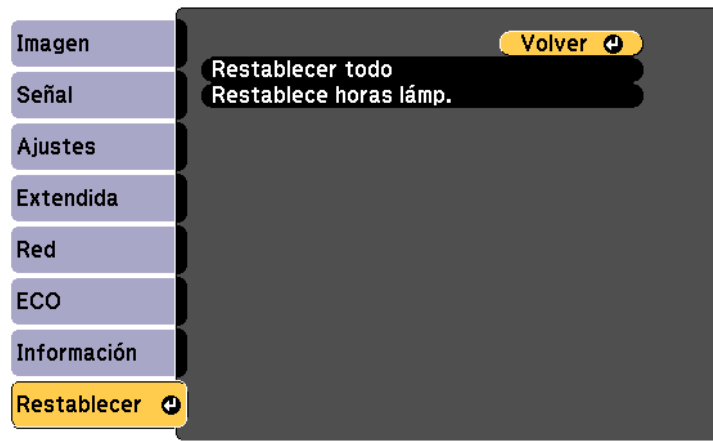 Imagen
Señal
Ajustes
Extendida
Red
ECO
Información
Restablecer
Volver
Restablecer todo
Restablece horas lámp.